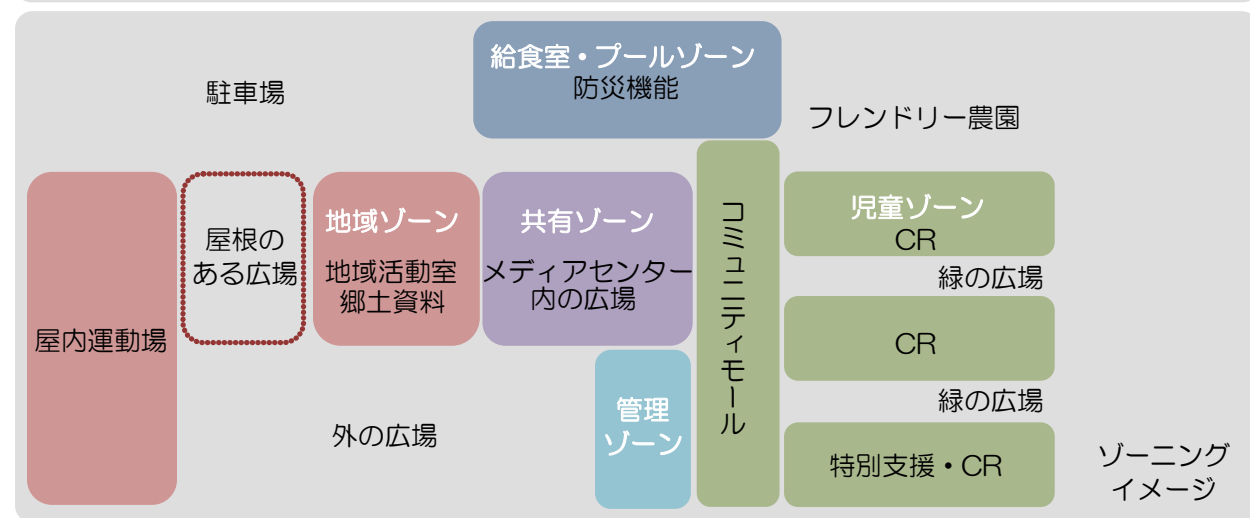 給食室・プールゾーン
防災機能
駐車場
フレンドリー農園
屋内運動場
屋根の
ある広場
地域ゾーン
地域活動室
郷土資料
共有ゾーン
メディアセンター
内の広場
コミュニティモール
児童ゾーン
CR
緑の広場
CR
緑の広場
特別支援・CR
管理
ゾーン
外の広場
ゾーニング
イメージ